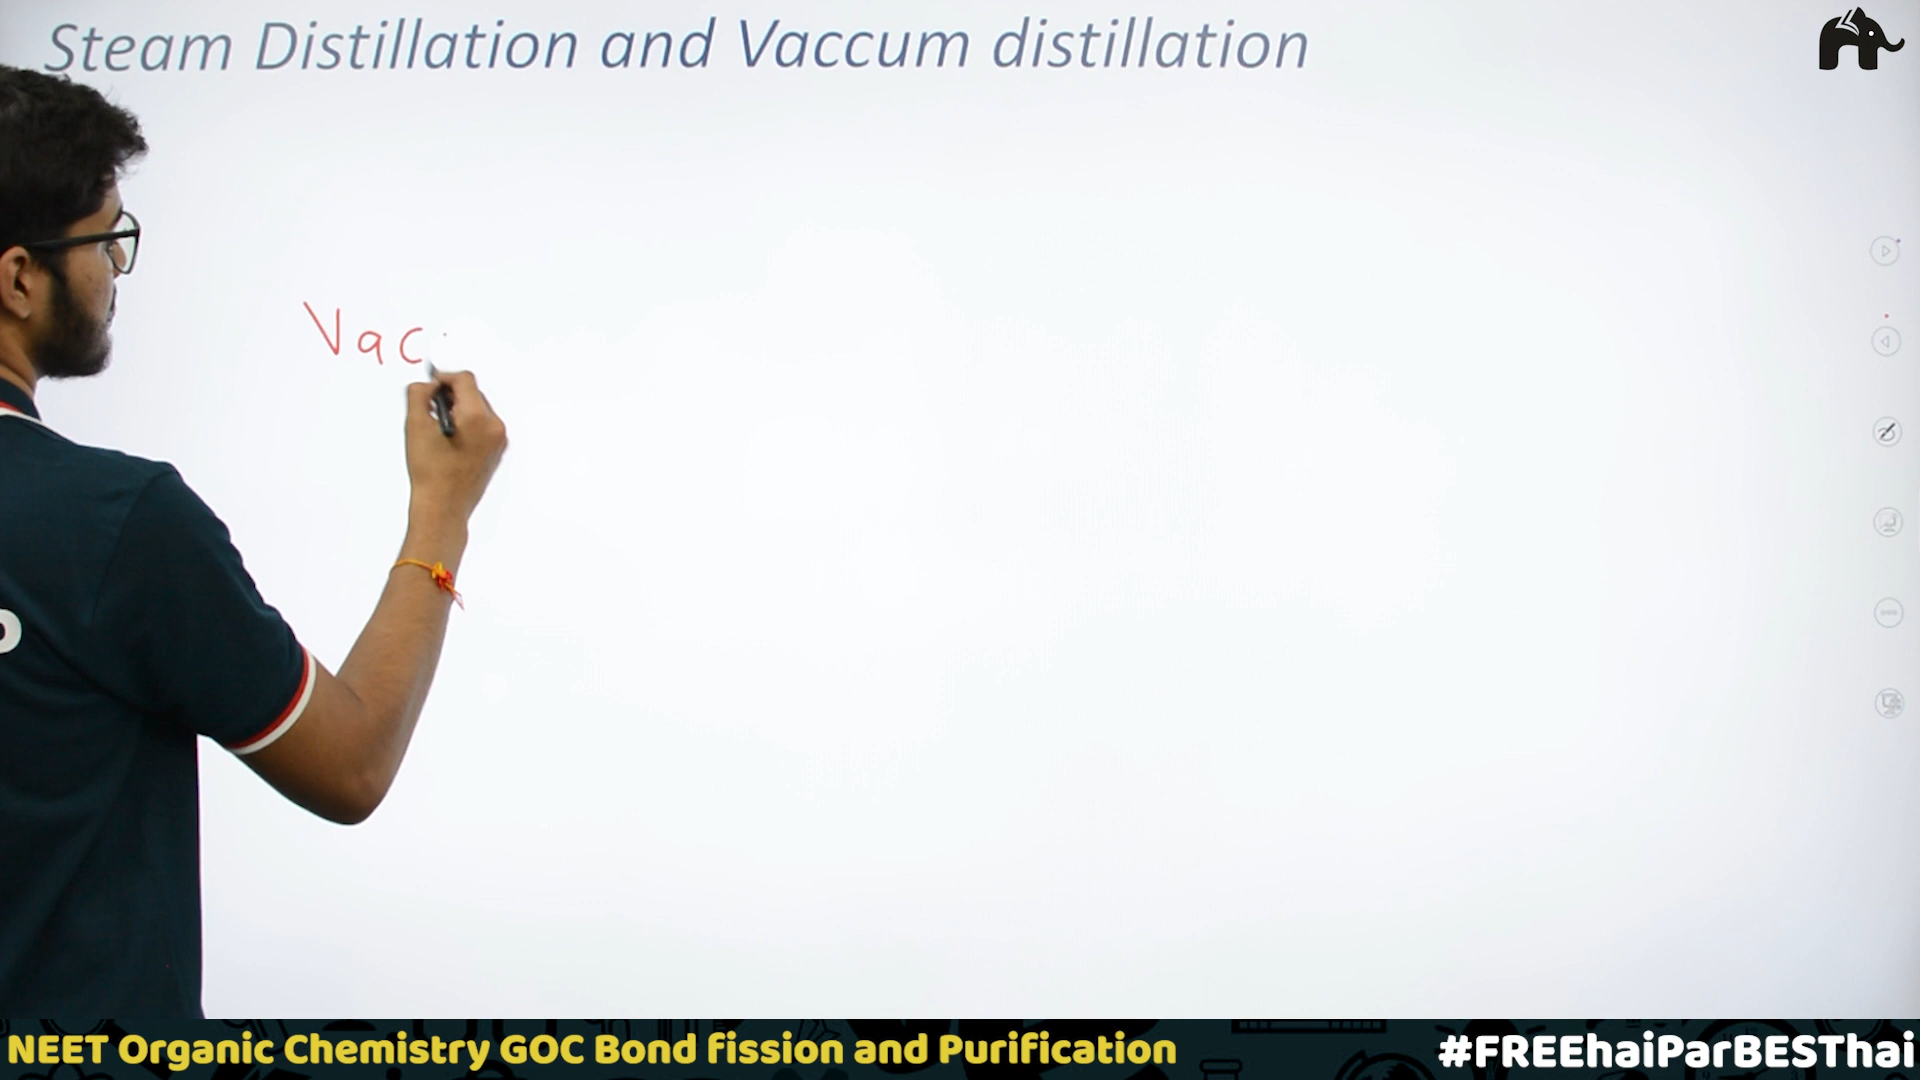 Steam Distillation and Vaccum distillation
Vac
NEET Organic Chemistry GOC Bond fission and Purification
#FREEhaiParBESThai